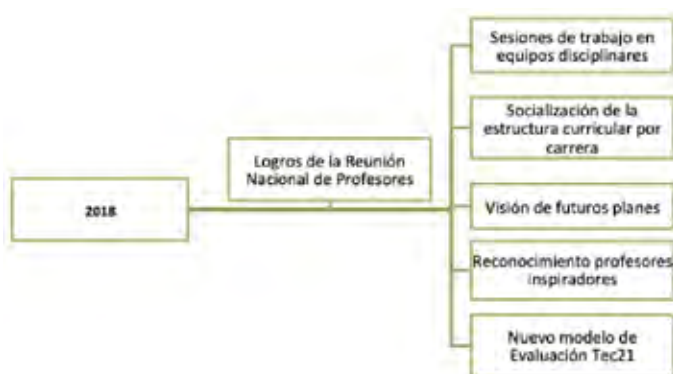 2018
Logros de la Reunión
Nacional de Profesores
Sesiones de trabajo en
equipos disciplinares
Socialización de la
estructura curricular por
carrera
Visión de futuros planes
Reconocimiento profesores
inspiradores
Nuevo modelo de
Evaluación Tec21